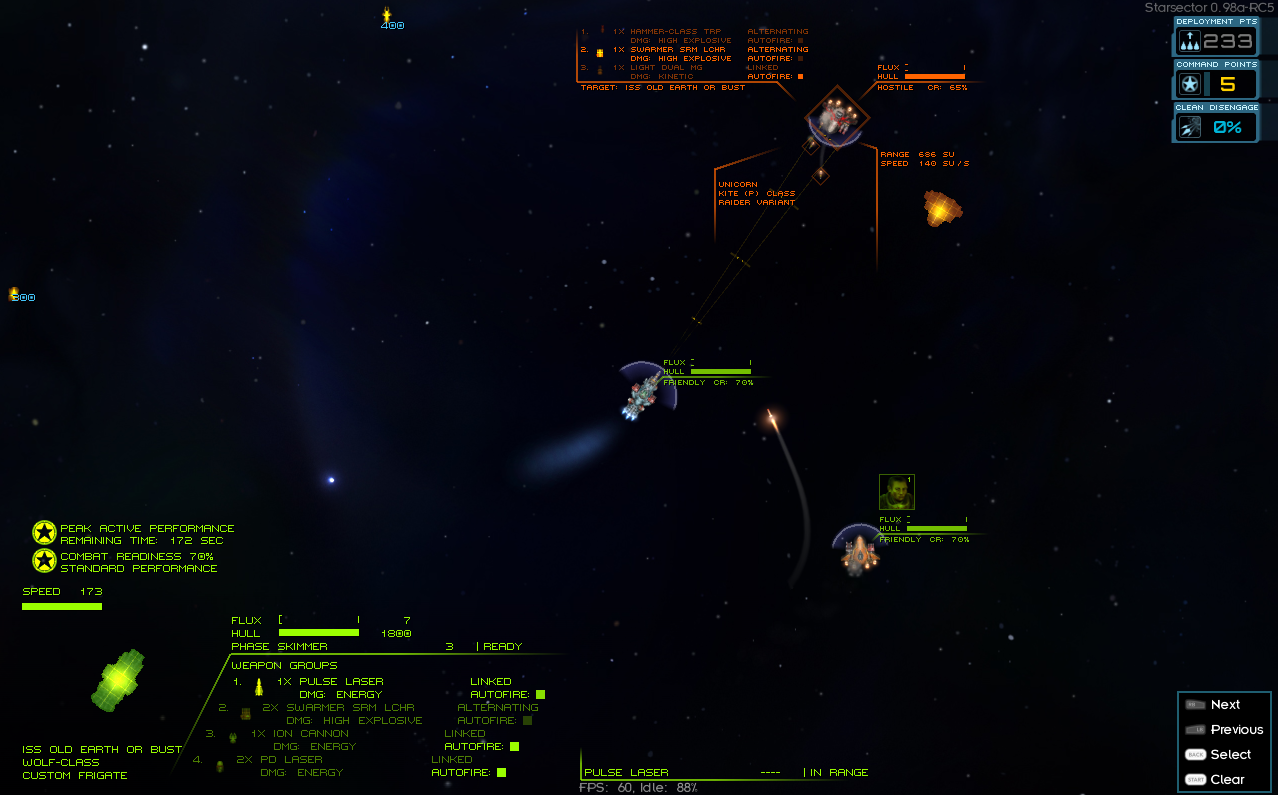 Starsector 0.98a-RC5
DEPLOYMENT PTS
233
COMMAND POINTS
5
CLEAN DISENGAGE
0%
400
300
1. 1X HAMMER-CLASS TRP ALTERNATING
DMG: HIGH EXPLOSIVE AUTOFIRE:
2. 1X SWARMER SRM LCHR ALTERNATING
DMG: HIGH EXPLOSIVE AUTOFIRE:
3. 1X LIGHT DUAL MG LINKED
DMG: KINETIC AUTOFIRE:
TARGET: ISS OLD EARTH OR BUST
FLUX
HULL
HOSTILE CR: 65%
RANGE 686 SU
SPEED 140 SU/S
UNICORN
KITE (P) CLASS
RAIDER VARIANT
FLUX
HULL
FRIENDLY CR: 70%
1
FLUX
HULL
FRIENDLY CR: 70%
PEAK ACTIVE PERFORMANCE
REMAINING TIME: 172 SEC
COMBAT READINESS 70%
STANDARD PERFORMANCE
SPEED 173
FLUX 7
HULL 1800
PHASE SKIMMER 3 | READY
WEAPON GROUPS
1. 1X PULSE LASER LINKED
DMG: ENERGY AUTOFIRE:
2. 2X SWARMER SRM LCHR ALTERNATING
DMG: HIGH EXPLOSIVE AUTOFIRE:
3. 1X ION CANNON LINKED
DMG: ENERGY AUTOFIRE:
4. 2X PD LASER LINKED
DMG: ENERGY AUTOFIRE:
ISS OLD EARTH OR BUST
WOLF-CLASS
CUSTOM FRIGATE
PULSE LASER ---- | IN RANGE
FPS: 60, Idle: 88%
RB Next
LB Previous
BACK Select
START Clear